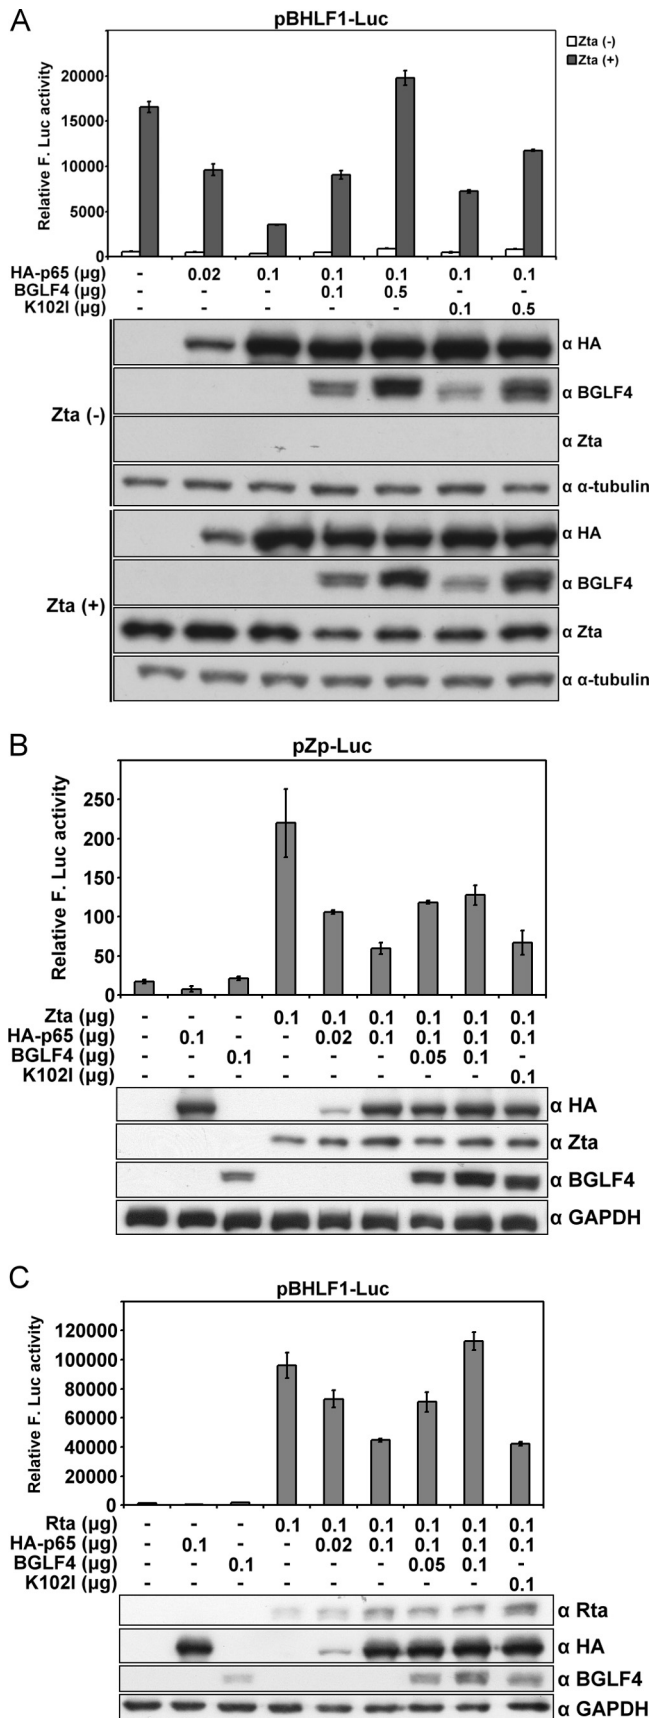 A
pBHLF1-Luc
Zta (-)
Zta (+)
Relative F. Luc activity
20000
15000
10000
5000
0
HA-p65 (µg) - 0.02 0.1 0.1 0.1 0.1 0.1
BGLF4 (µg) - - - 0.1 0.5 - -
K102I (µg) - - - - - 0.1 0.5
Zta (-)
α HA
α BGLF4
α Zta
α α-tubulin
Zta (+)
α HA
α BGLF4
α Zta
α α-tubulin
B
pZp-Luc
Relative F. Luc activity
250
200
150
100
50
0
Zta (µg) - - - 0.1 0.1 0.1 0.1 0.1 0.1
HA-p65 (µg) - 0.1 - - 0.02 0.1 0.1 0.1 0.1
BGLF4 (µg) - - 0.1 - - - 0.05 0.1 -
K102I (µg) - - - - - - - - 0.1
α HA
α Zta
α BGLF4
α GAPDH
C
pBHLF1-Luc
Relative F. Luc activity
120000
100000
80000
60000
40000
20000
0
Rta (µg) - - - 0.1 0.1 0.1 0.1 0.1 0.1
HA-p65 (µg) - 0.1 - - 0.02 0.1 0.1 0.1 0.1
BGLF4 (µg) - - 0.1 - - - 0.05 0.1 -
K102I (µg) - - - - - - - - 0.1
α Rta
α HA
α BGLF4
α GAPDH